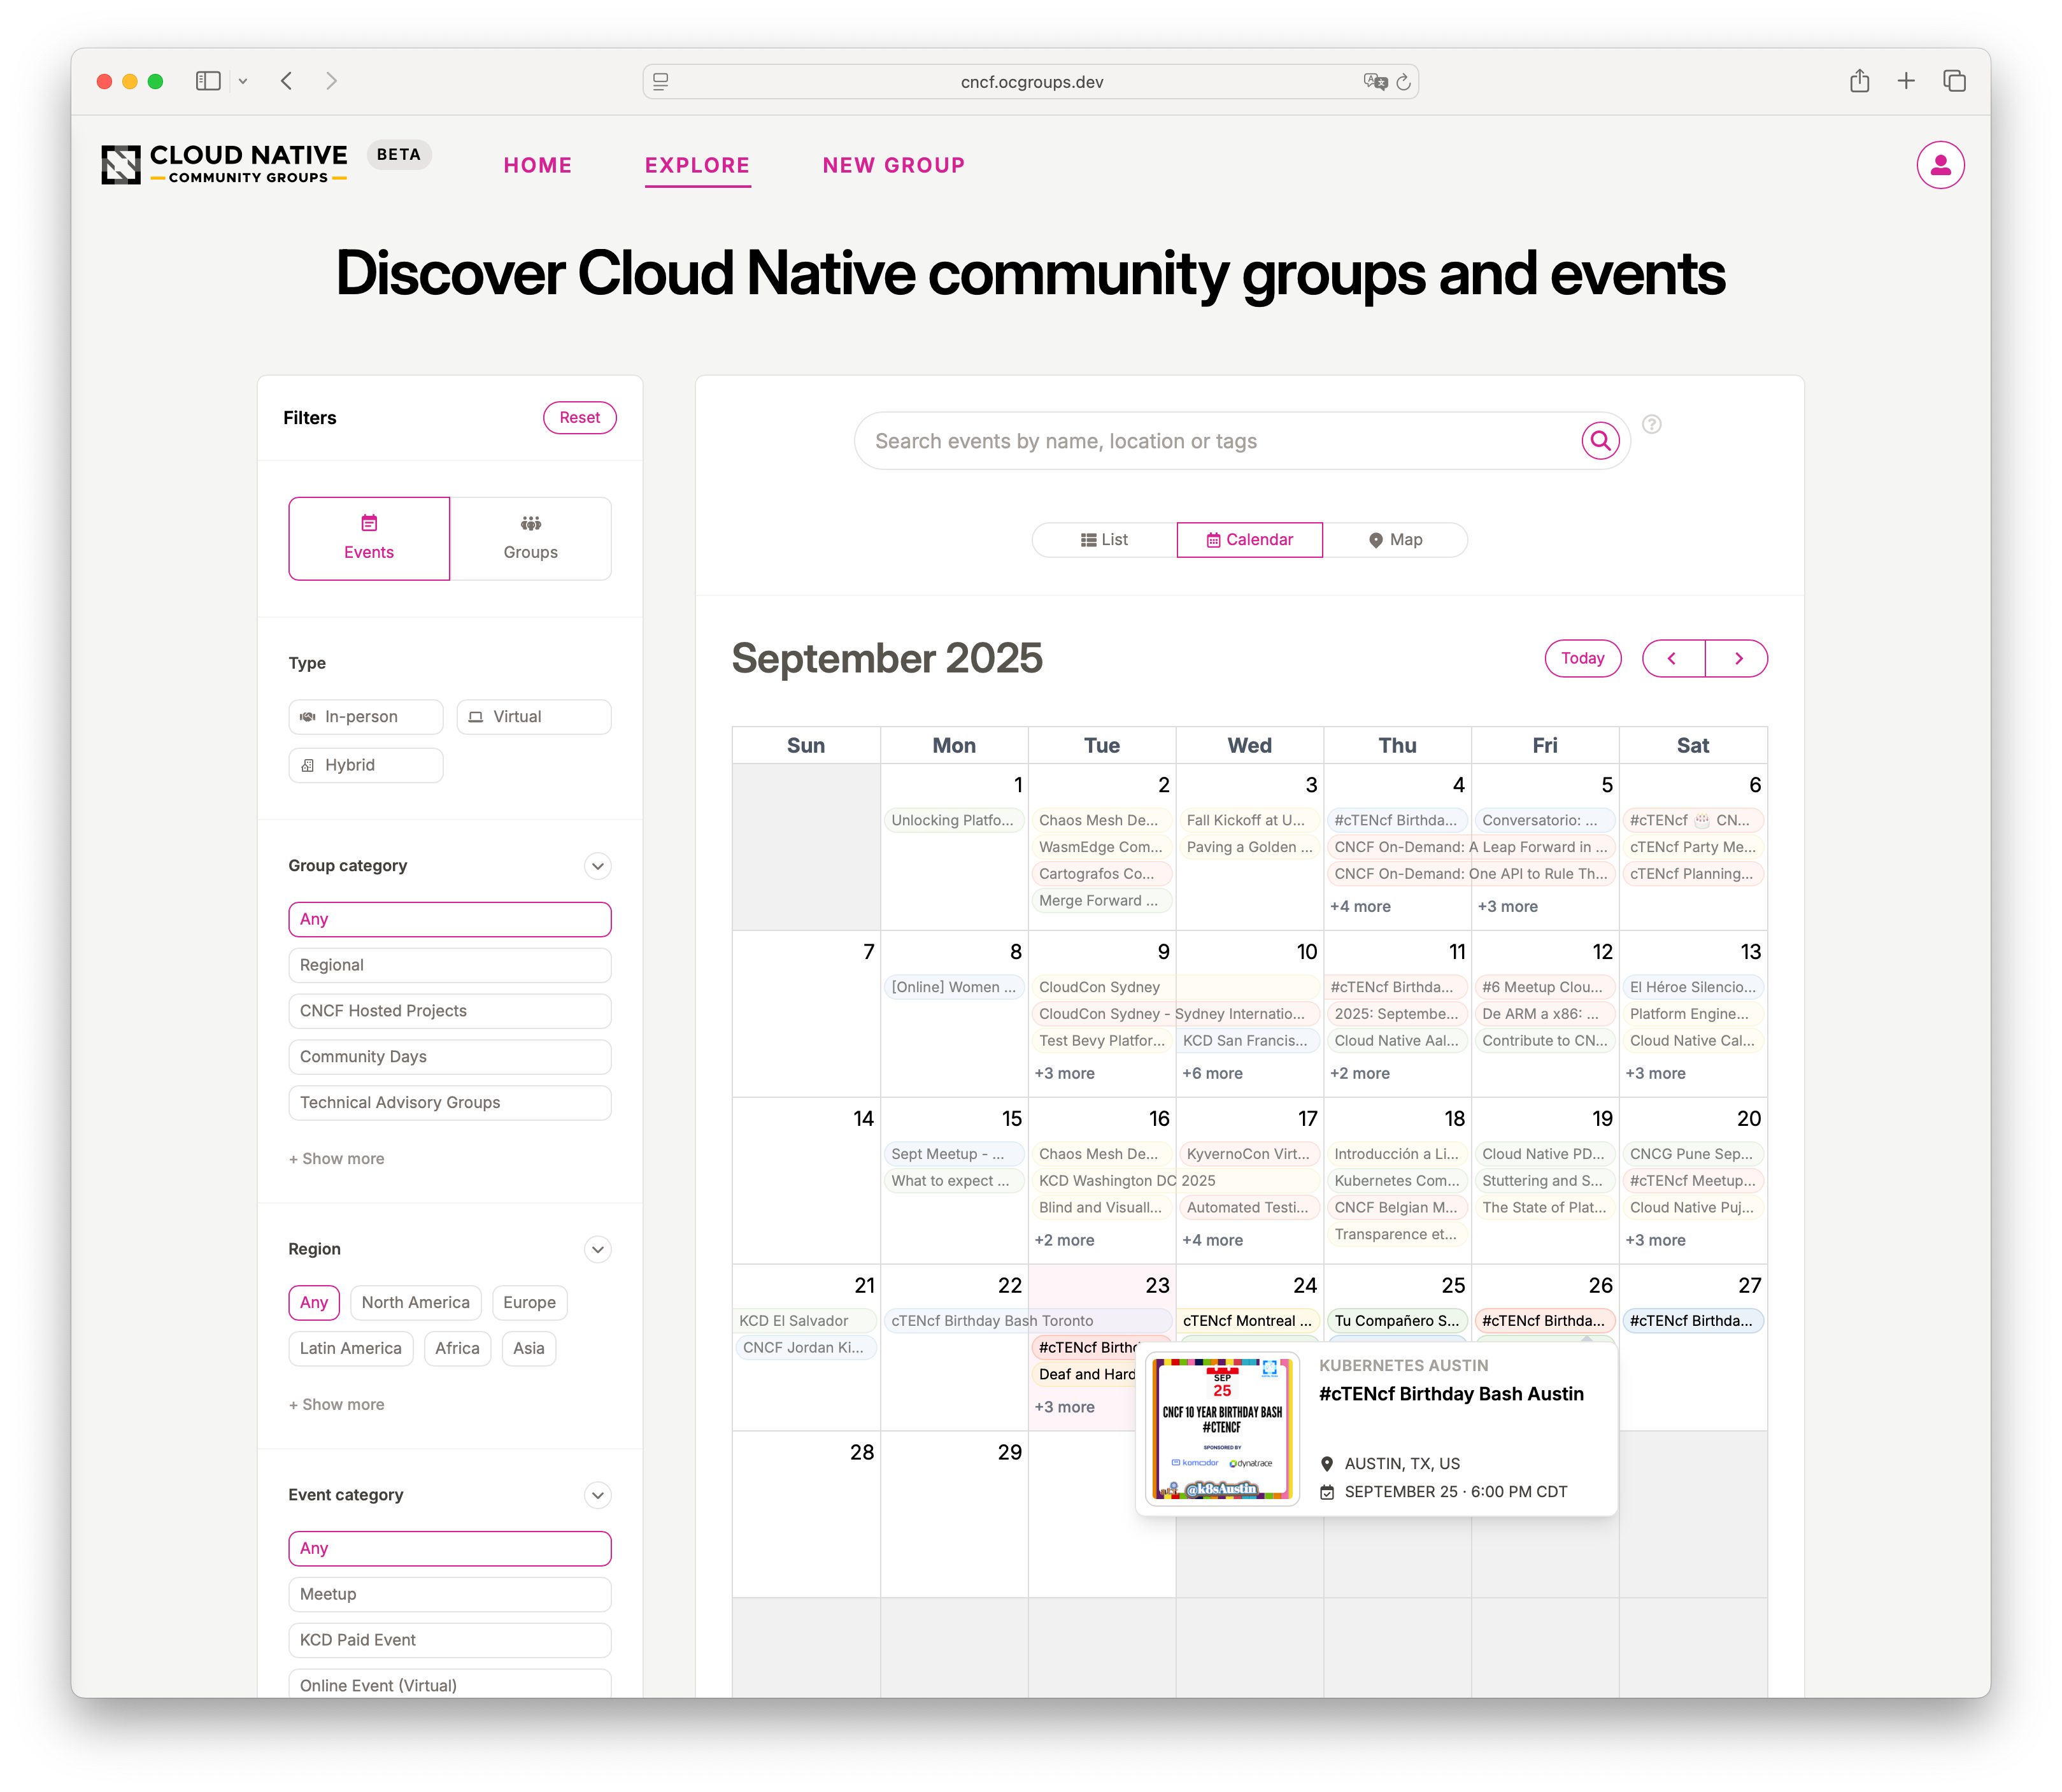 cncf.ocgroups.dev
CLOUD NATIVE
COMMUNITY GROUPS
BETA
HOME
EXPLORE
NEW GROUP
Discover Cloud Native community groups and events
Filters
Reset
Events
Groups
Type
In-person
Virtual
Hybrid
Group category
Any
Regional
CNCF Hosted Projects
Community Days
Technical Advisory Groups
+ Show more
Region
Any
North America
Europe
Latin America
Africa
Asia
+ Show more
Event category
Any
Meetup
KCD Paid Event
Online Event (Virtual)
Search events by name, location or tags
List
Calendar
Map
September 2025
Today
Sun Mon Tue Wed Thu Fri Sat
1 2 3 4 5 6
Unlocking Platfo...
Chaos Mesh De...
WasmEdge Com...
Cartografos Co...
Merge Forward ...
Fall Kickoff at U...
Paving a Golden ...
#cTENcf Birthda...
Conversatorio: ...
CNCF On-Demand: A Leap Forward in ...
CNCF On-Demand: One API to Rule Th...
+4 more
+3 more
#cTENcf 🎂 CN...
cTENcf Party Me...
cTENcf Planning...
7 8 9 10 11 12 13
[Online] Women ...
CloudCon Sydney
CloudCon Sydney - Sydney Internatio...
Test Bevy Platfor...
+3 more
KCD San Francis...
+6 more
#cTENcf Birthda...
2025: Septembe...
Cloud Native Aal...
+2 more
#6 Meetup Clou...
De ARM a x86: ...
Contribute to CN...
El Héroe Silencio...
Platform Engine...
Cloud Native Cal...
+3 more
14 15 16 17 18 19 20
Sept Meetup - ...
What to expect ...
Chaos Mesh De...
KCD Washington DC 2025
Blind and Visuall...
+2 more
KyvernoCon Virt...
Automated Testi...
+4 more
Introducción a Li...
Kubernetes Com...
CNCF Belgian M...
Transparence et...
Cloud Native PD...
Stuttering and S...
The State of Plat...
CNCG Pune Sep...
#cTENcf Meetup...
Cloud Native Puj...
+3 more
21 22 23 24 25 26 27
KCD El Salvador
CNCF Jordan Ki...
cTENcf Birthday Bash Toronto
#cTENcf Birth
Deaf and Hard
+3 more
cTENcf Montreal ...
Tu Compañero S...
#cTENcf Birthda...
#cTENcf Birthda...
SEP
25
CNCF 10 YEAR BIRTHDAY BASH
#CTENCF
SPONSORED BY
komodor dynatrace
@k8sAustin
KUBERNETES AUSTIN
#cTENcf Birthday Bash Austin
AUSTIN, TX, US
SEPTEMBER 25 · 6:00 PM CDT
28 29